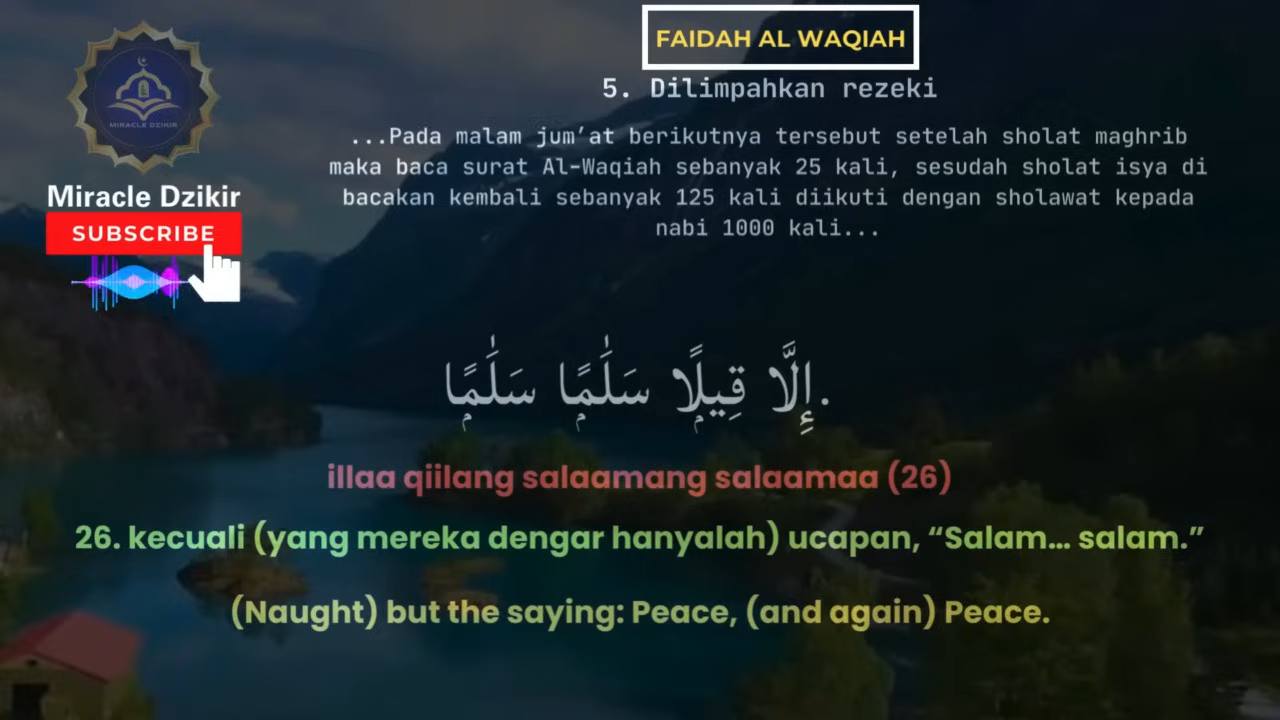 FAIDAH AL WAQIAH
5. Dilimpahkan rezeki
...Pada malam jum’at berikutnya tersebut setelah sholat maghrib
maka baca surat Al-Waqiah sebanyak 25 kali, sesudah sholat isya di
bacakan kembali sebanyak 125 kali diikuti dengan sholawat kepada
nabi 1000 kali...
MIRACLE DZIKIR
Miracle Dzikir
SUBSCRIBE
إِلَّا قِيلًۭا سَلَٰمًۭا سَلَٰمًۭا.
illaa qiilang salaamang salaamaa (26)
26. kecuali (yang mereka dengar hanyalah) ucapan, “Salam... salam.”
(Naught) but the saying: Peace, (and again) Peace.